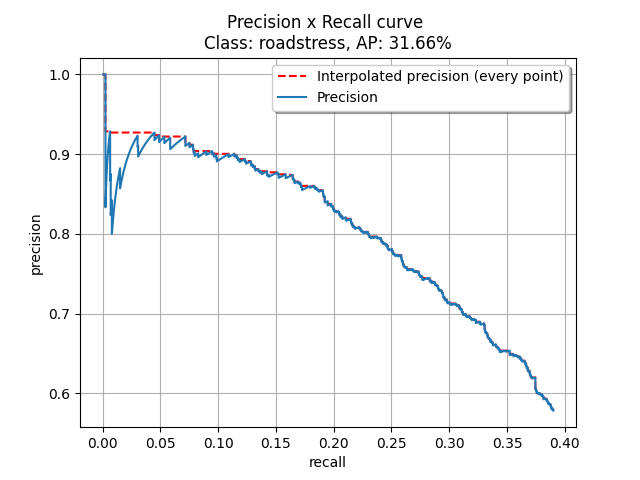 Precision x Recall curve
Class: roadstress, AP: 31.66%
Interpolated precision (every point)
Precision
1.0
0.9
0.8
0.7
0.6
precision
0.00 0.05 0.10 0.15 0.20 0.25 0.30 0.35 0.40
recall